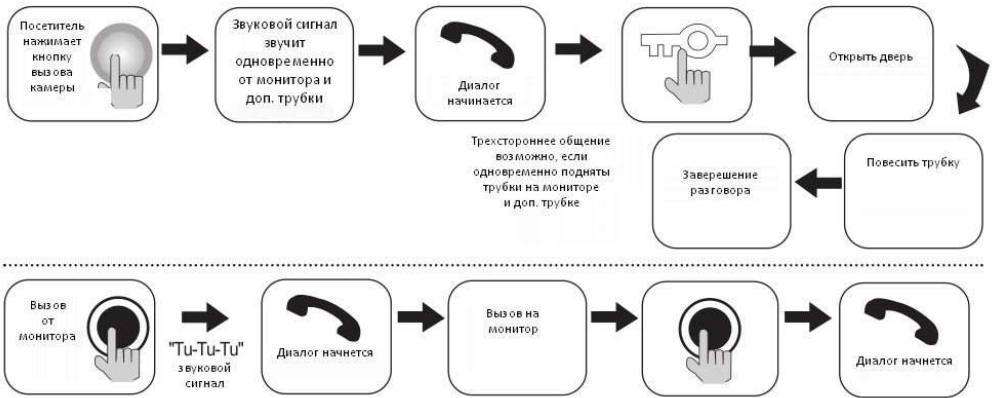 Посетитель
нажимает
кнопку
вызова
камеры
Звуковой сигнал
звучит
одновременно
от монитора и
доп. трубки
Диалог
начинается
Открыть дверь
Трехстороннее общение
возможно, если
одновременно подняты
трубки на мониторе
и доп. трубке
Заверешение
разговора
Повесить трубку
Вызов
от
монитора
"Tu-Tu-Tu"
звуковой
сигнал
Диалог начнется
Вызов на
монитор
Диалог начнется